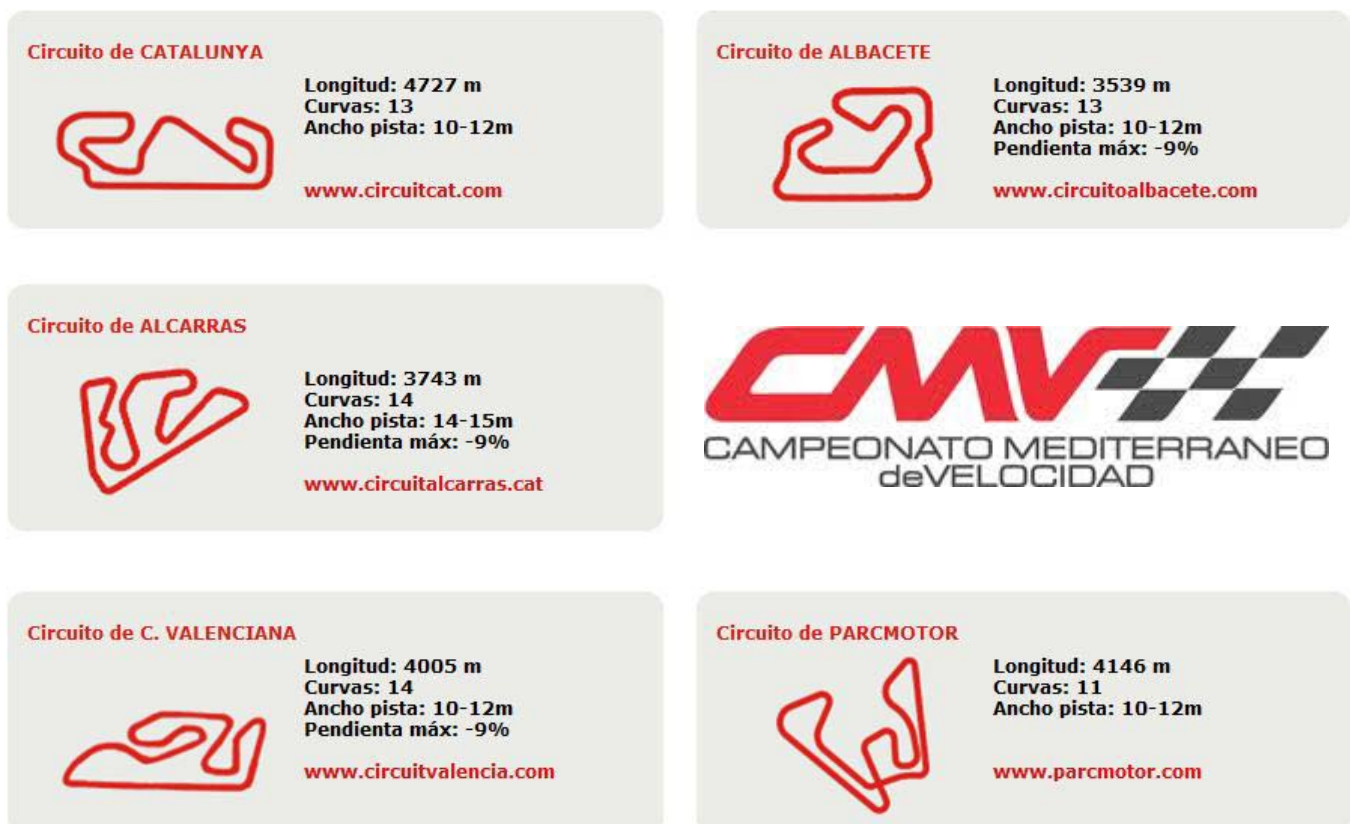 Circuito de CATALUNYA
Longitud: 4727 m
Curvas: 13
Ancho pista: 10-12m
www.circuitcat.com
Circuito de ALBACETE
Longitud: 3539 m
Curvas: 13
Ancho pista: 10-12m
Pendienta máx: -9%
www.circuitoalbacete.com
Circuito de ALCARRAS
Longitud: 3743 m
Curvas: 14
Ancho pista: 14-15m
Pendienta máx: -9%
www.circuitalcarras.cat
CMV
CAMPEONATO MEDITERRANEO
deVELOCIDAD
Circuito de C. VALENCIANA
Longitud: 4005 m
Curvas: 14
Ancho pista: 10-12m
Pendienta máx: -9%
www.circuitvalencia.com
Circuito de PARCMOTOR
Longitud: 4146 m
Curvas: 11
Ancho pista: 10-12m
www.parcmotor.com